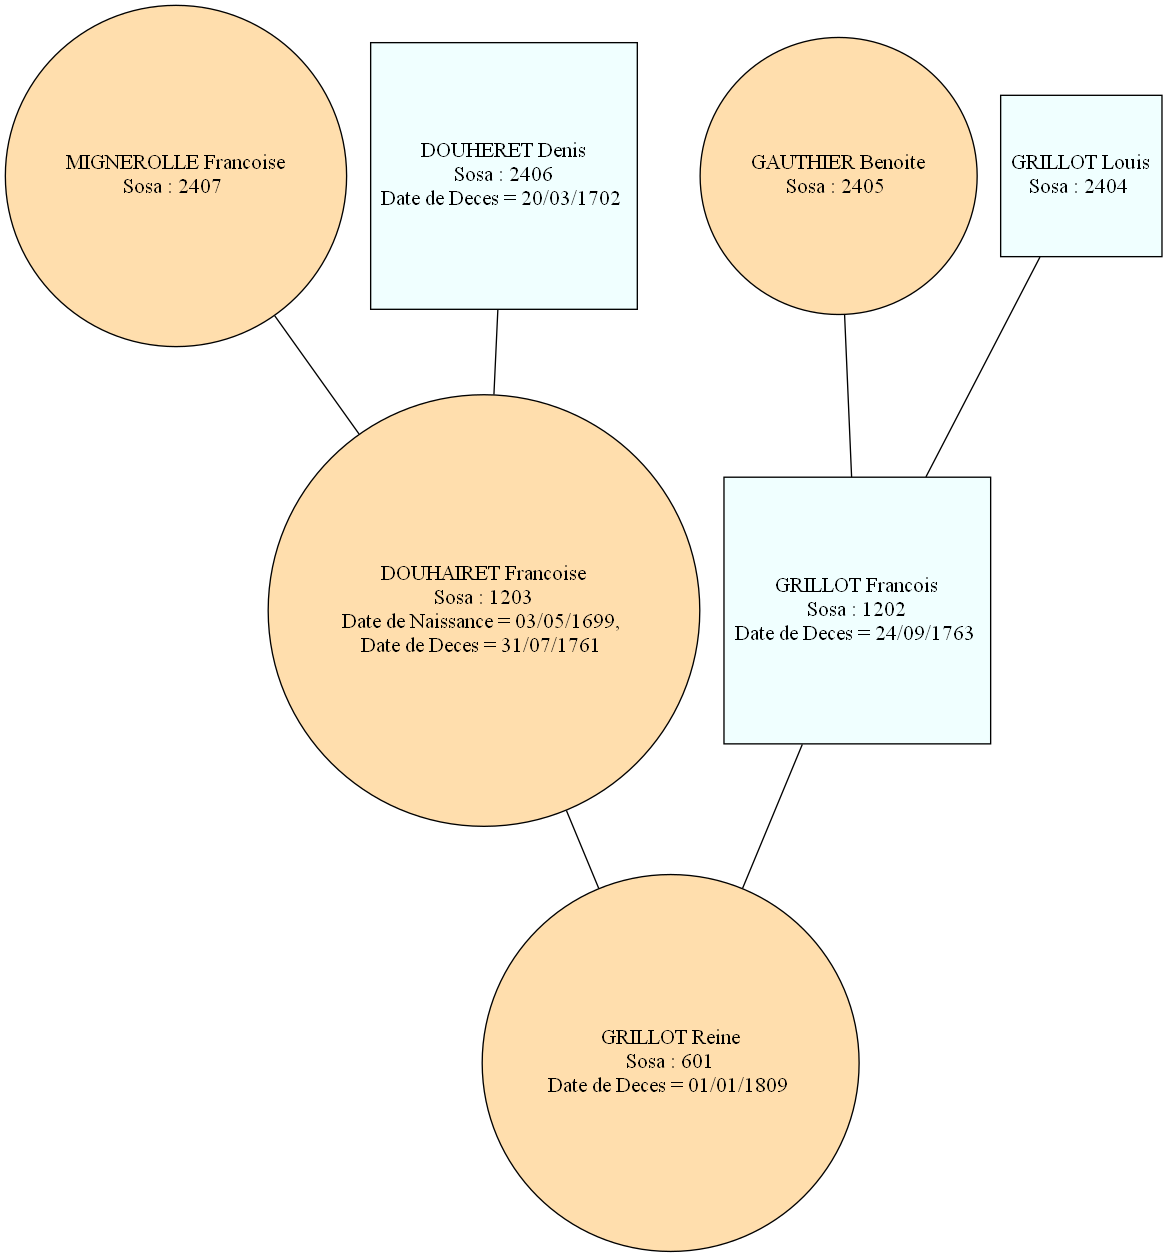 MIGNEROLLE Francoise
Sosa : 2407
DOUHERET Denis
Sosa : 2406
Date de Deces = 20/03/1702
GAUTHIER Benoite
Sosa : 2405
GRILLOT Louis
Sosa : 2404
DOUHAIRET Francoise
Sosa : 1203
Date de Naissance = 03/05/1699,
Date de Deces = 31/07/1761
GRILLOT Francois
Sosa : 1202
Date de Deces = 24/09/1763
GRILLOT Reine
Sosa : 601
Date de Deces = 01/01/1809